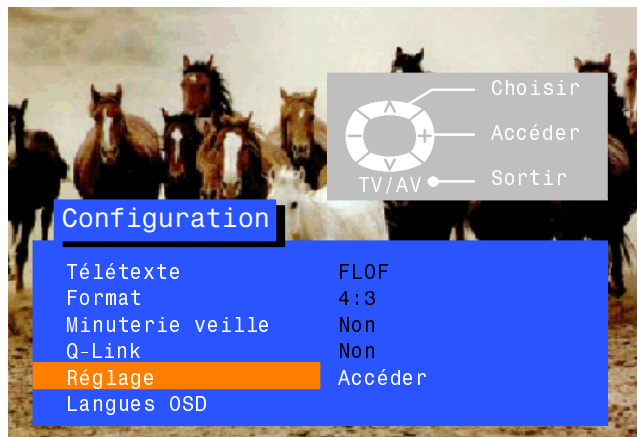 Choisir
Accéder
TV/AV
Sortir
Configuration
Télétexte FLOF
Format 4:3
Minuterie veille Non
Q-Link Non
Réglage Accéder
Langues OSD